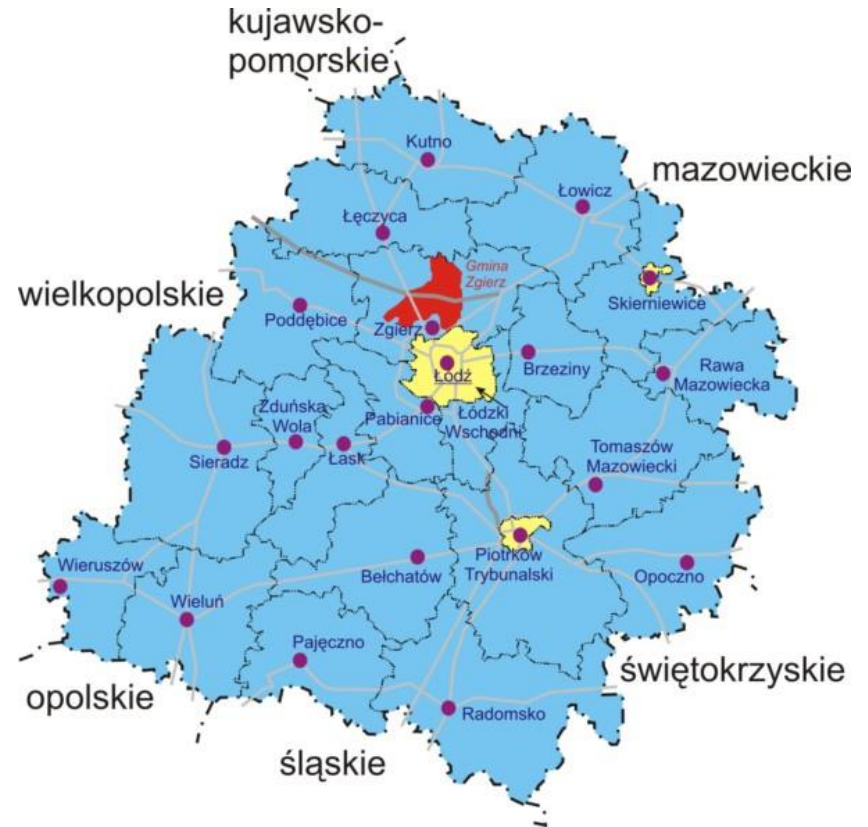 kujawsko-
pomorskie
Kutno
mazowieckie
Łowicz
Łęczyca
Gmina
Zgierz
Skierniewice
wielkopolskie
Poddębice
Zgierz
Brzeziny
Rawa
Mazowiecka
Łódź
Łódzki
Wschodni
Pabianice
Zduńska
Wola
Sieradz
Łask
Tomaszów
Mazowiecki
Piotrków
Trybunalski
Opoczno
Bełchatów
Wieruszów
Wieluń
Pajęczno
Radomsko
świętokrzyskie
opolskie
śląskie